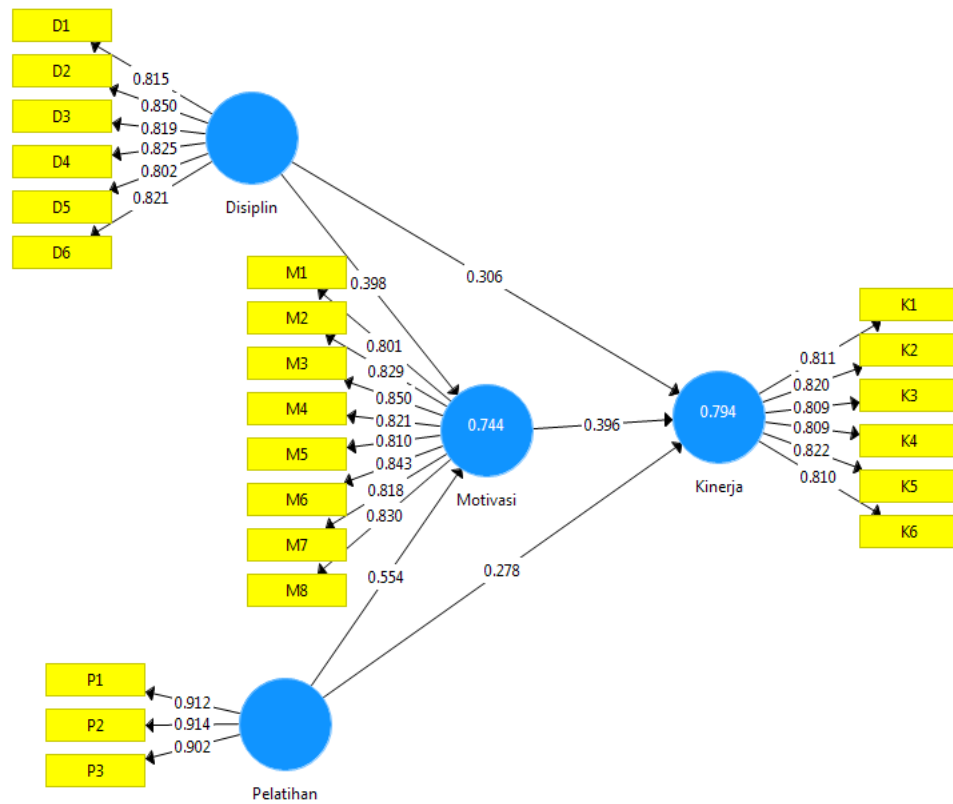 D1
D2
D3
D4
D5
D6
0.815
0.850
0.819
0.825
0.802
0.821
Disiplin
0.398
0.306
M1
M2
M3
M4
M5
M6
M7
M8
0.801
0.829
0.850
0.821
0.810
0.843
0.818
0.830
0.744
Motivasi
0.396
0.794
Kinerja
0.811
0.820
0.809
0.809
0.822
0.810
K1
K2
K3
K4
K5
K6
0.554
0.278
P1
P2
P3
0.912
0.914
0.902
Pelatihan